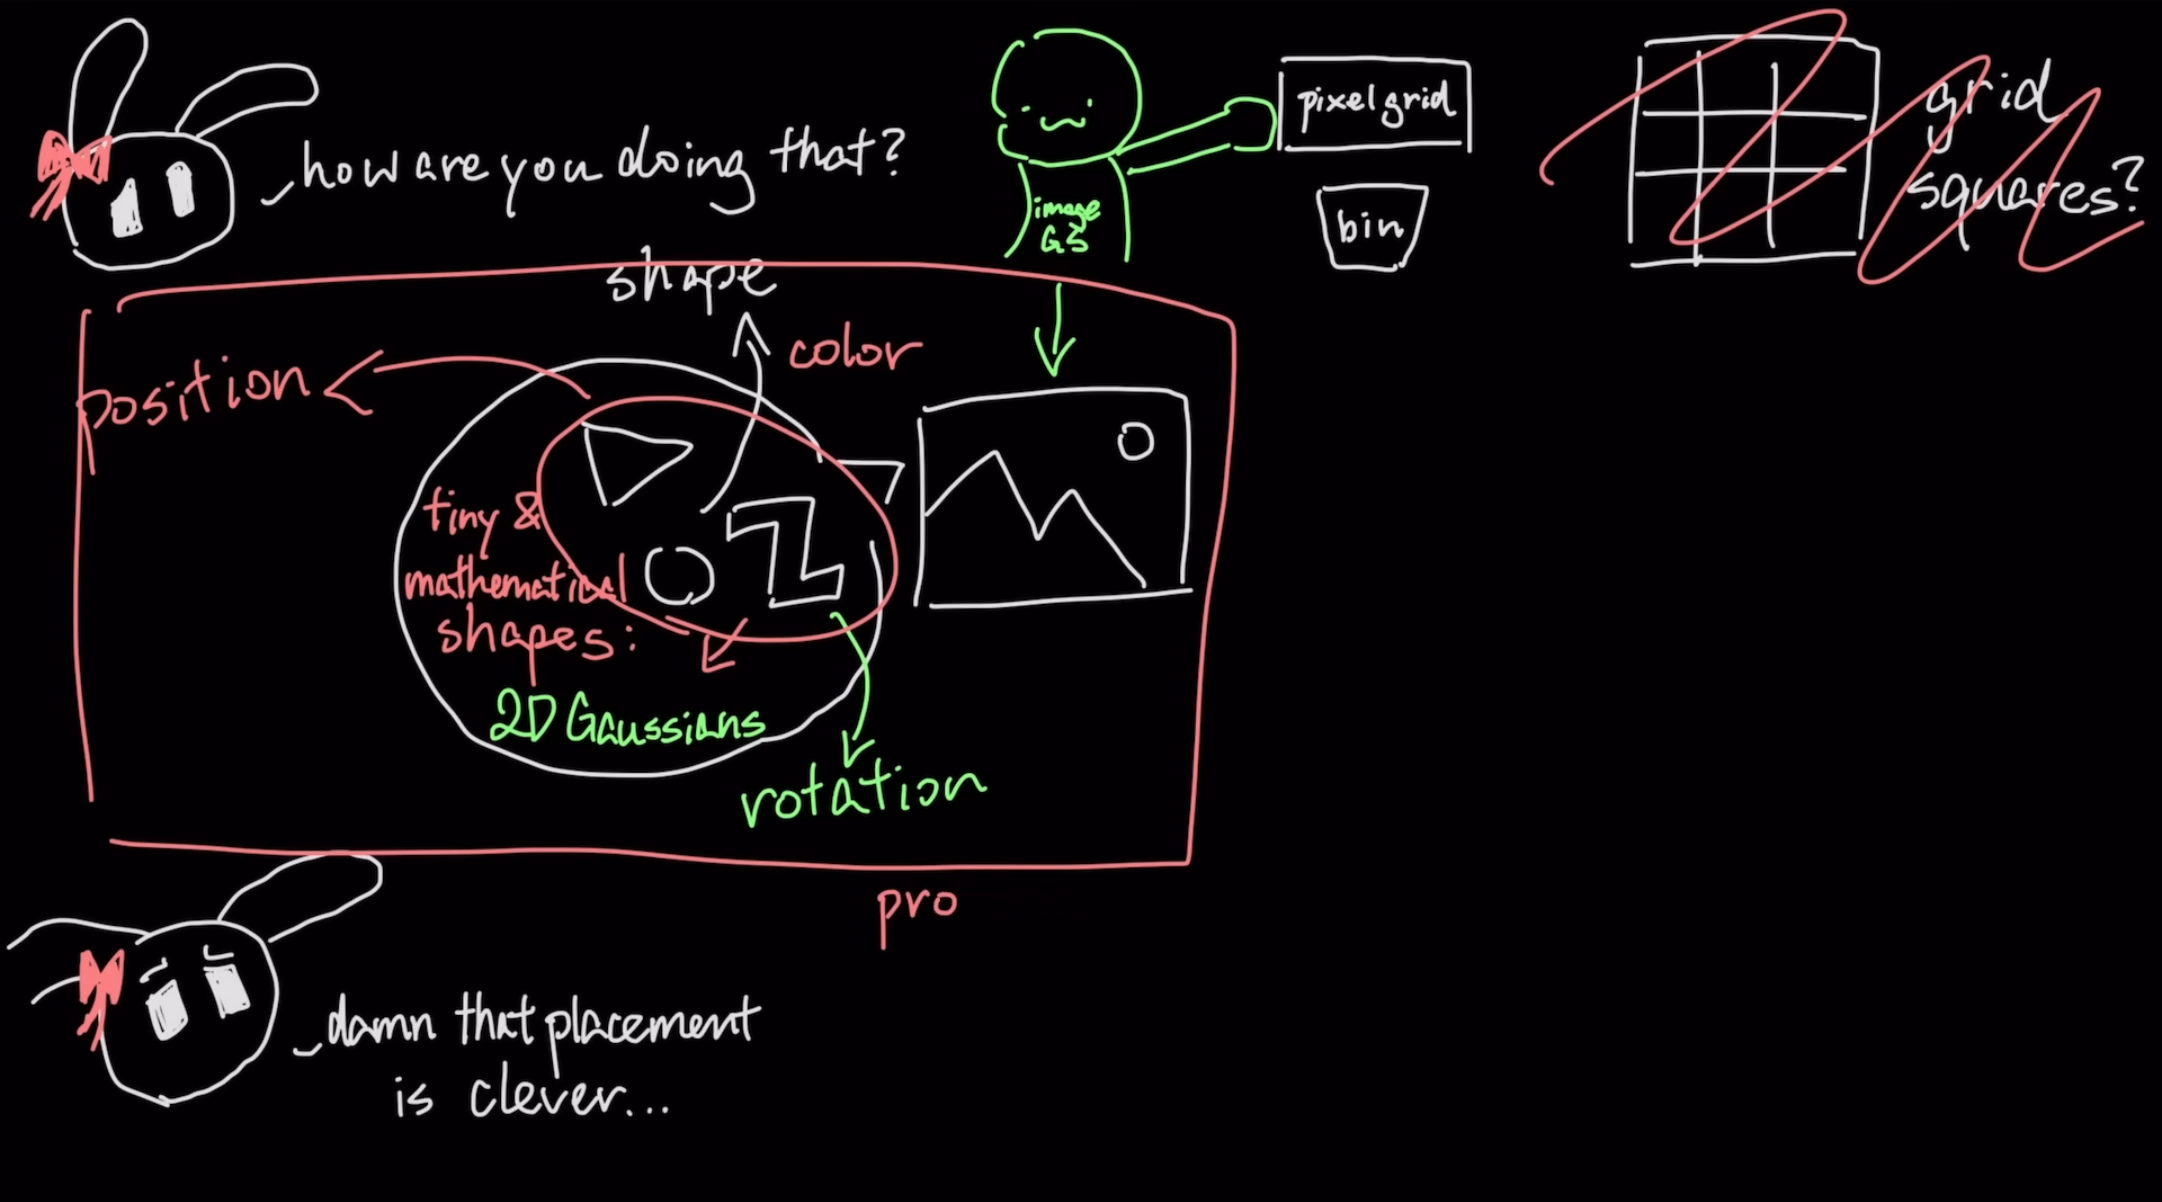 how are you doing that?
image
GS
pixel grid
bin
grid
squares?
shape
color
position
tiny &
mathematical
shapes:
2D Gaussians
rotation
pro
damn that placement
is clever...